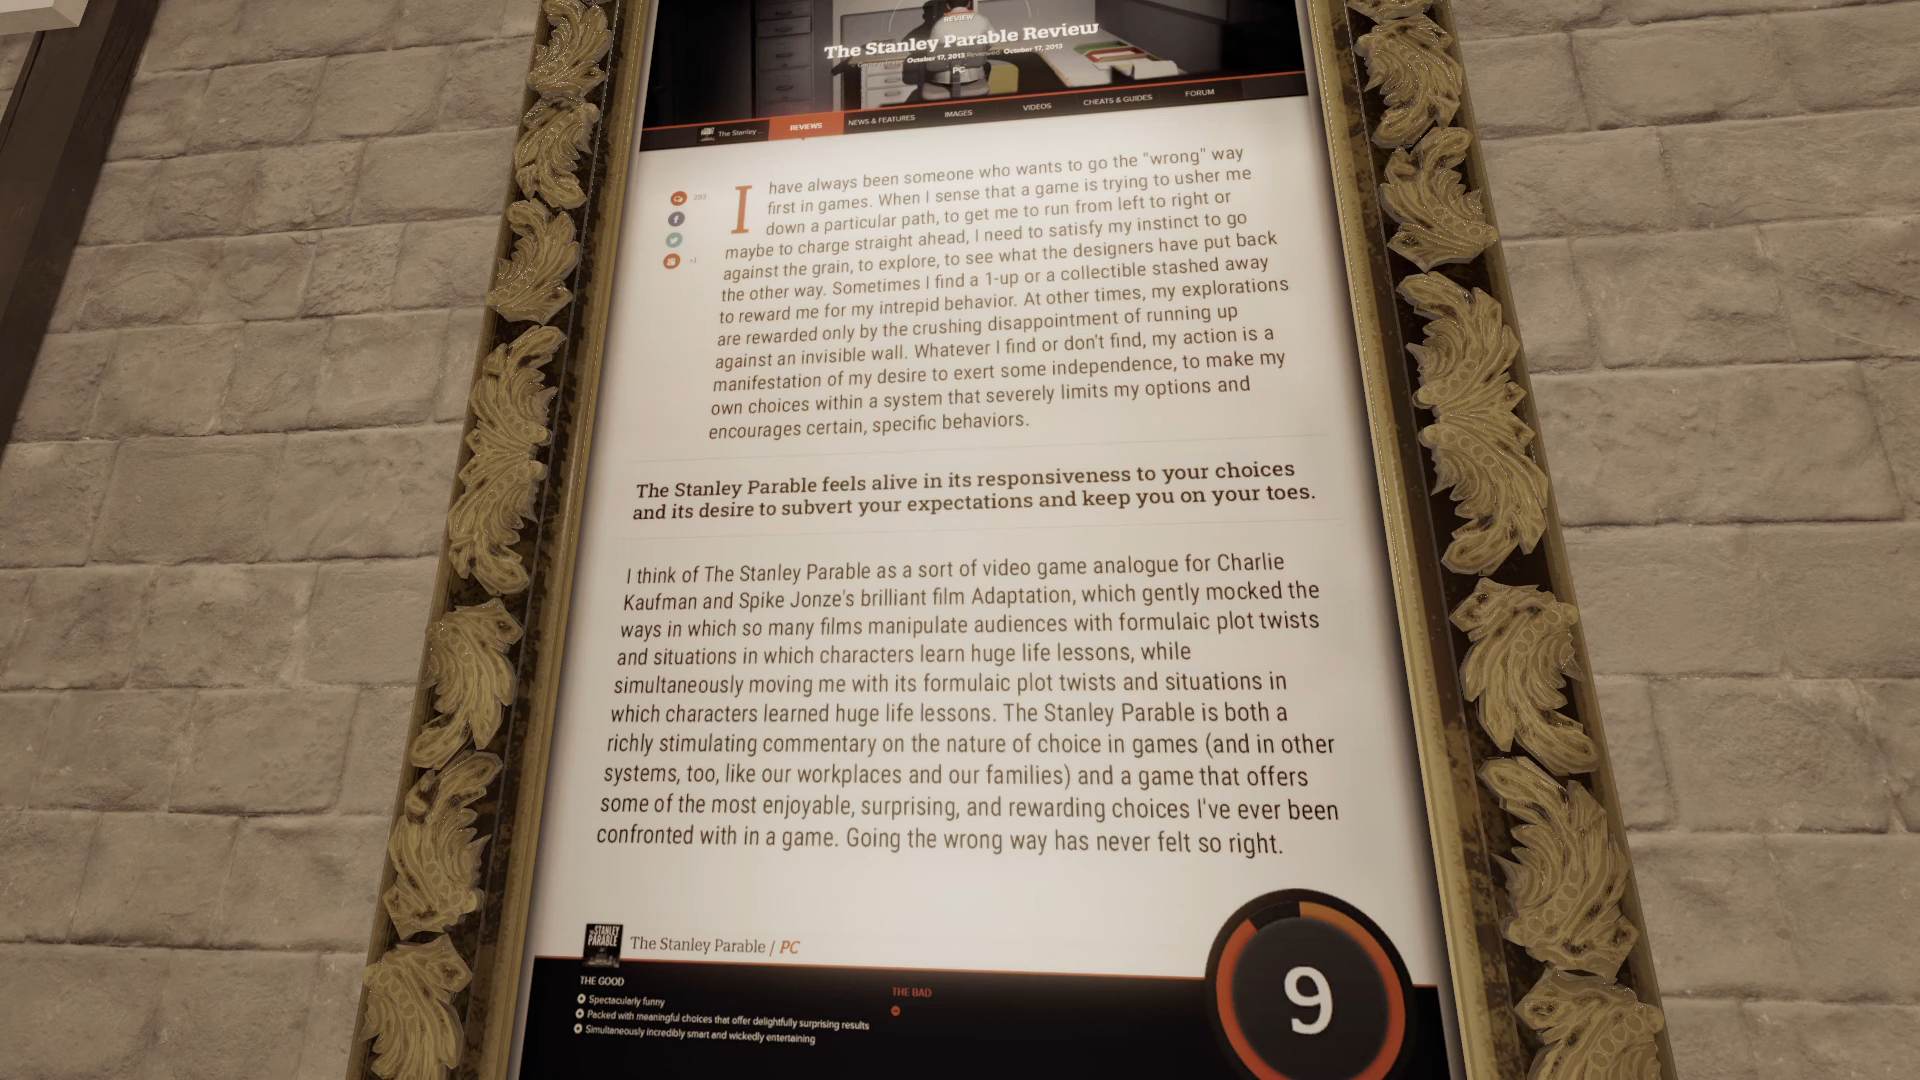 REVIEW
The Stanley Parable Review
October 17, 2013 Reviewed October 17, 2013
PC
The Stanley ...
REVIEWS
NEWS & FEATURES
IMAGES
VIDEOS
CHEATS & GUIDES
FORUM
293
+1
I have always been someone who wants to go the "wrong" way
first in games. When I sense that a game is trying to usher me
down a particular path, to get me to run from left to right or
maybe to charge straight ahead, I need to satisfy my instinct to go
against the grain, to explore, to see what the designers have put back
the other way. Sometimes I find a 1-up or a collectible stashed away
to reward me for my intrepid behavior. At other times, my explorations
are rewarded only by the crushing disappointment of running up
against an invisible wall. Whatever I find or don't find, my action is a
manifestation of my desire to exert some independence, to make my
own choices within a system that severely limits my options and
encourages certain, specific behaviors.
The Stanley Parable feels alive in its responsiveness to your choices
and its desire to subvert your expectations and keep you on your toes.
I think of The Stanley Parable as a sort of video game analogue for Charlie
Kaufman and Spike Jonze's brilliant film Adaptation, which gently mocked the
ways in which so many films manipulate audiences with formulaic plot twists
and situations in which characters learn huge life lessons, while
simultaneously moving me with its formulaic plot twists and situations in
which characters learned huge life lessons. The Stanley Parable is both a
richly stimulating commentary on the nature of choice in games (and in other
systems, too, like our workplaces and our families) and a game that offers
some of the most enjoyable, surprising, and rewarding choices I've ever been
confronted with in a game. Going the wrong way has never felt so right.
THE STANLEY PARABLE
The Stanley Parable / PC
THE GOOD
Spectacularly funny
Packed with meaningful choices that offer delightfully surprising results
Simultaneously incredibly smart and wickedly entertaining
THE BAD
9